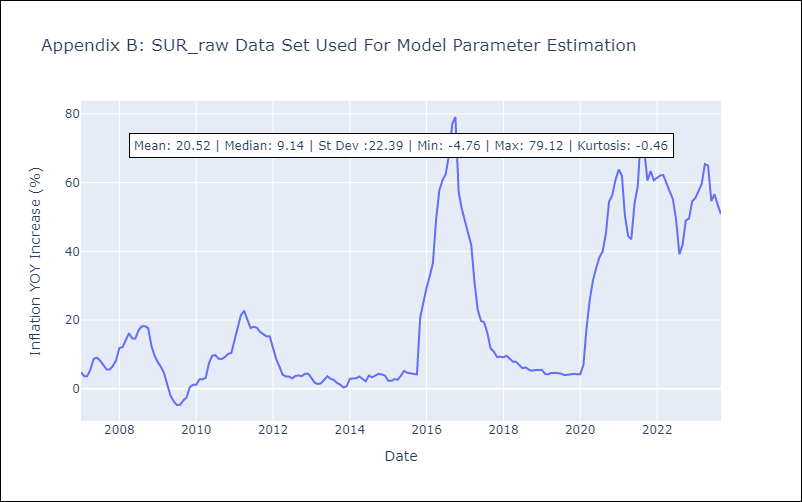 Appendix B: SUR_raw Data Set Used For Model Parameter Estimation
80
Mean: 20.52 | Median: 9.14 | St Dev :22.39 | Min: -4.76 | Max: 79.12 | Kurtosis: -0.46
60
40
20
0
Inflation YOY Increase (%)
2008 2010 2012 2014 2016 2018 2020 2022
Date